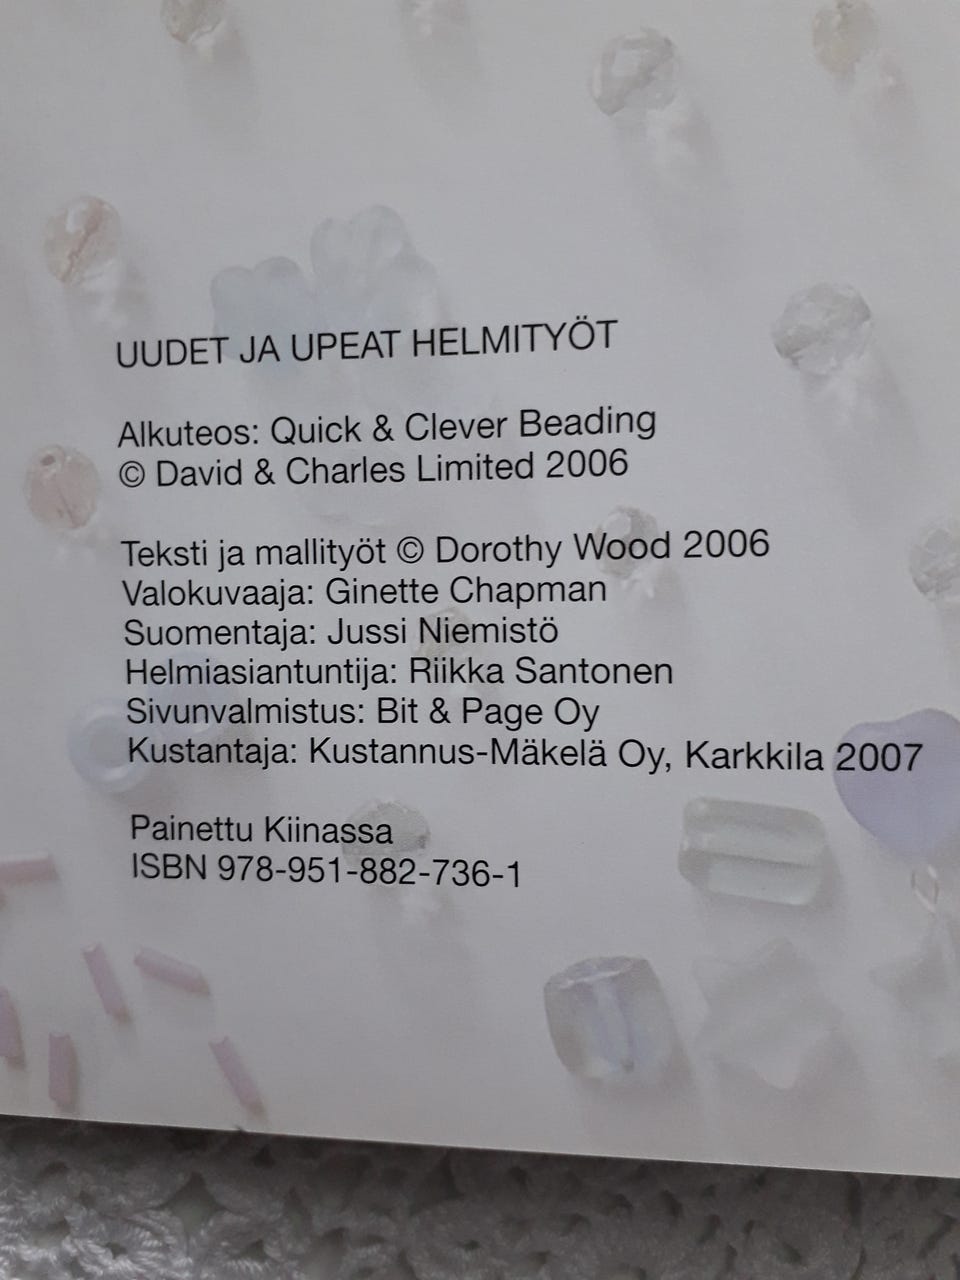 UUDET JA UPEAT HELMITYÖT
Alkuteos: Quick & Clever Beading
© David & Charles Limited 2006
Teksti ja mallityöt © Dorothy Wood 2006
Valokuvaaja: Ginette Chapman
Suomentaja: Jussi Niemistö
Helmiasiantuntija: Riikka Santonen
Sivunvalmistus: Bit & Page Oy
Kustantaja: Kustannus-Mäkelä Oy, Karkkila 2007
Painettu Kiinassa
ISBN 978-951-882-736-1